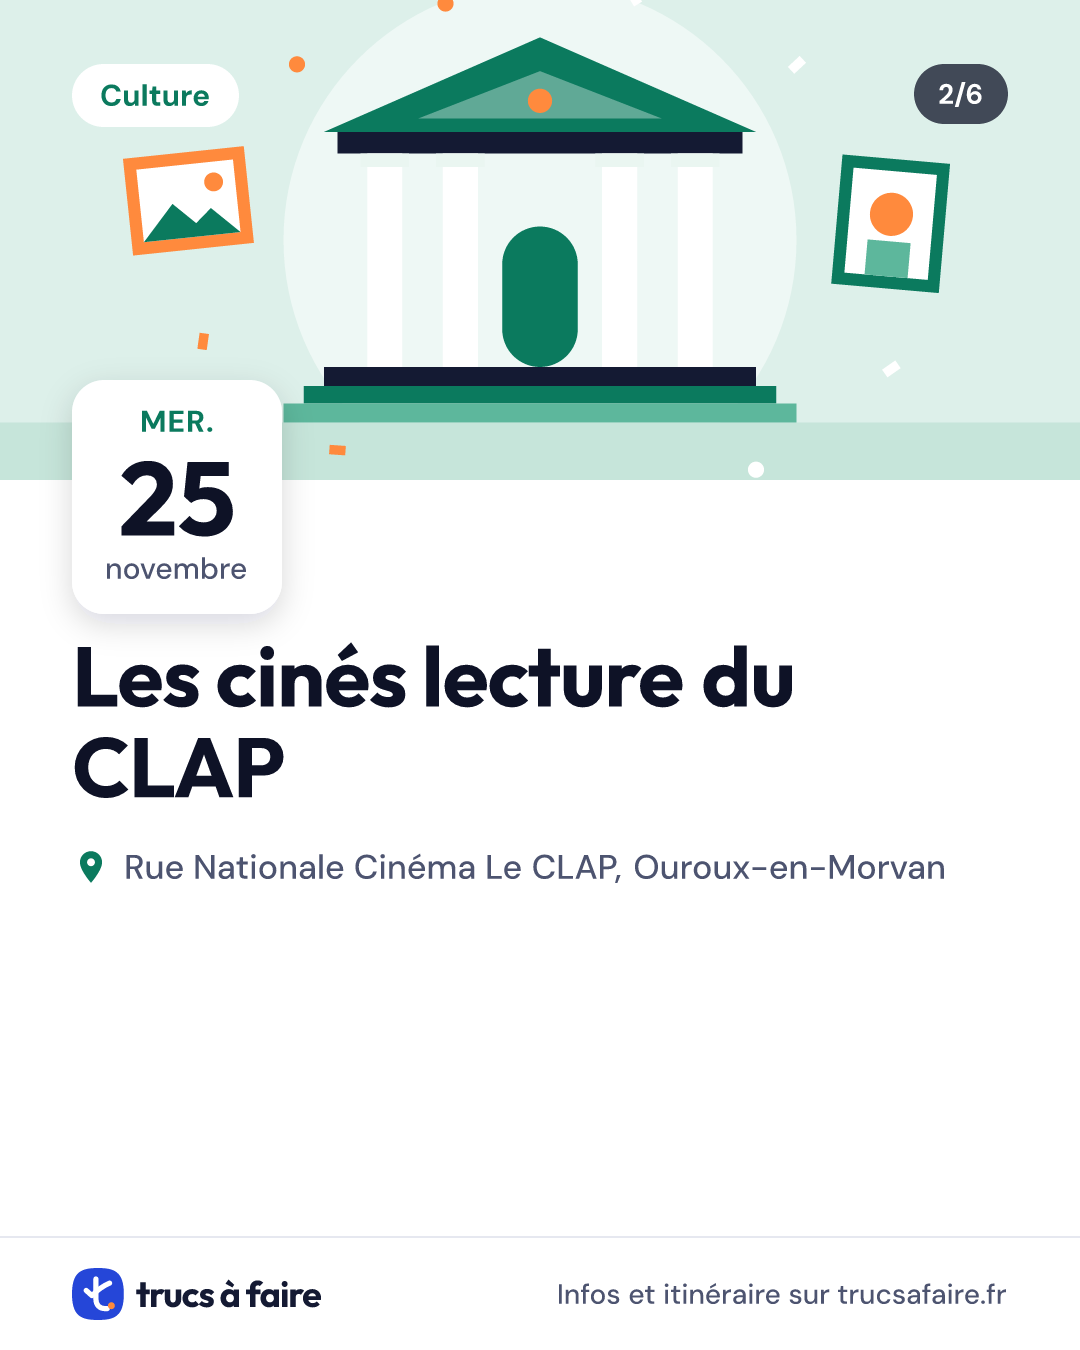 Culture
2/6
MER.
25
novembre
Les cinés lecture du
CLAP
Rue Nationale Cinéma Le CLAP, Ouroux-en-Morvan
trucs à faire
Infos et itinéraire sur trucsafaire.fr